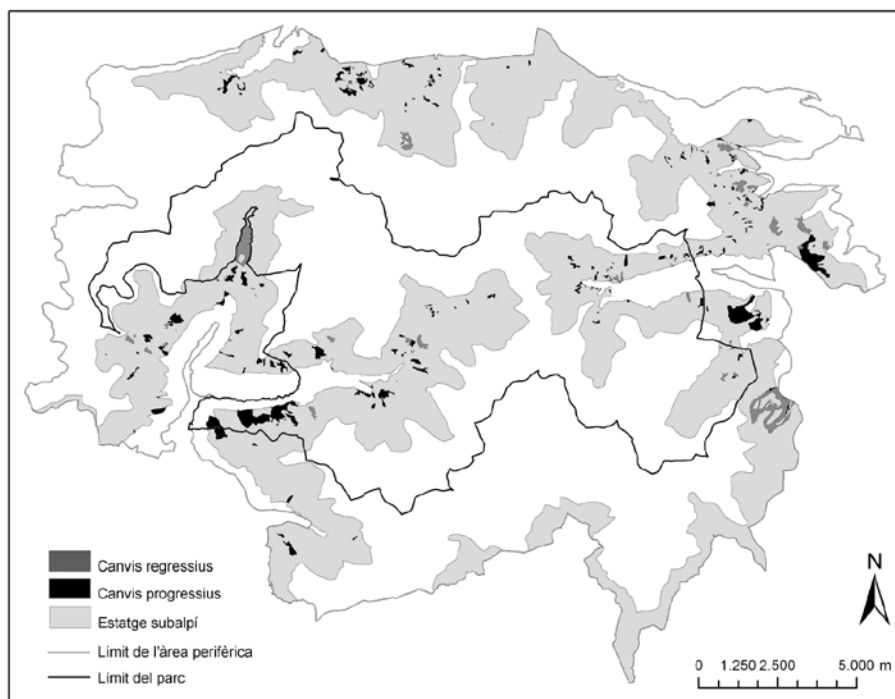 Canvis regressius
Canvis progressius
Estatge subalpí
Límit de l'àrea perifèrica
Límit del parc
N
0 1.250 2.500 5.000 m